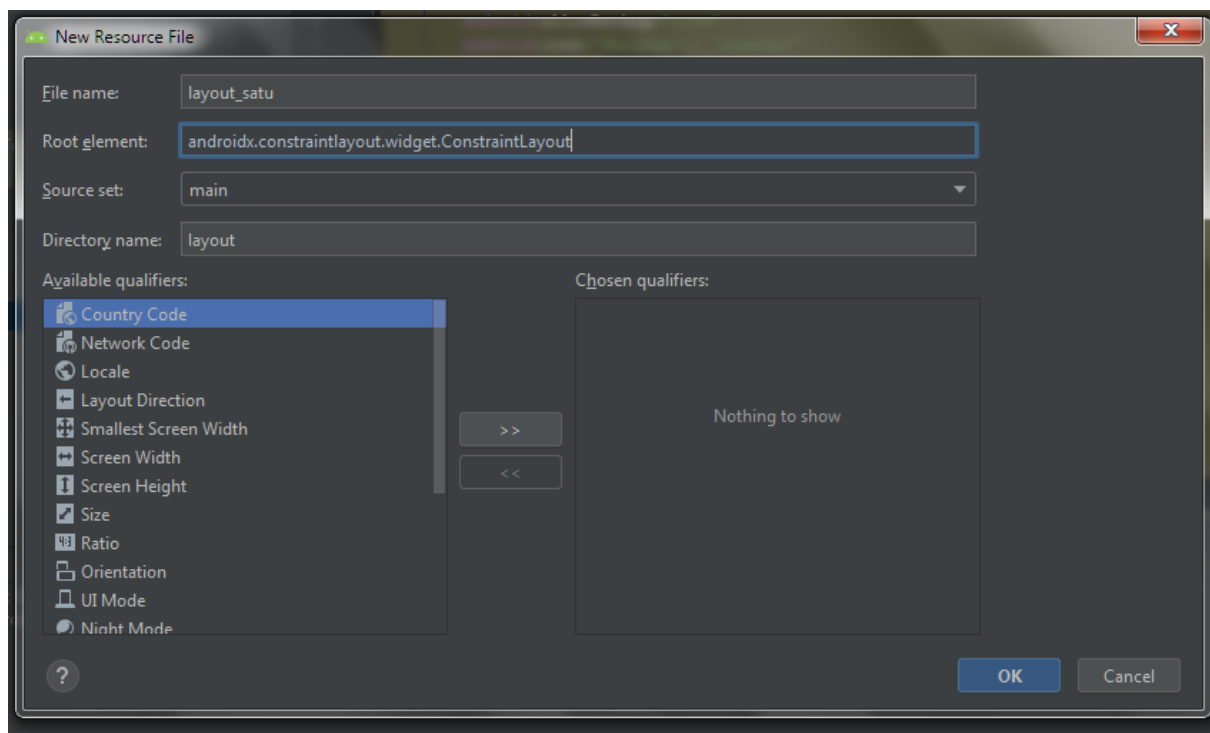 New Resource File
File name: layout_satu
Root element: androidx.constraintlayout.widget.ConstraintLayout
Source set: main
Directory name: layout
Available qualifiers:
Country Code
Network Code
Locale
Layout Direction
Smallest Screen Width
Screen Width
Screen Height
Size
Ratio
Orientation
UI Mode
Night Mode
>>
<<
Chosen qualifiers:
Nothing to show
?
OK
Cancel